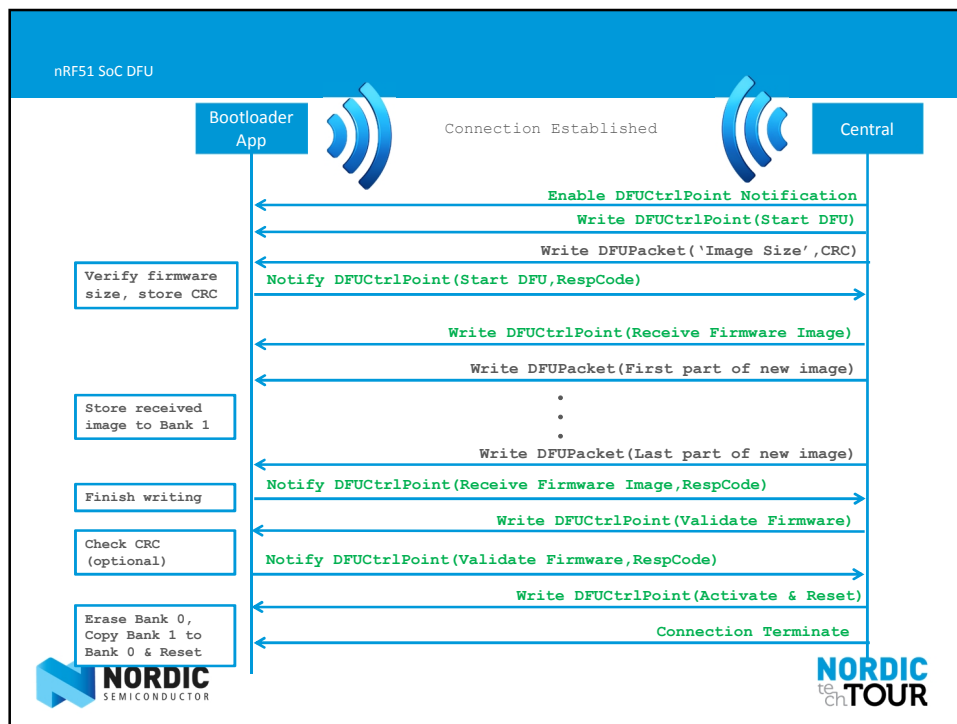 nRF51 SoC DFU
Bootloader
App
Connection Established
Central
Enable DFUCtrlPoint Notification
Write DFUCtrlPoint(Start DFU)
Write DFUPacket(‘Image Size’,CRC)
Verify firmware
size, store CRC
Notify DFUCtrlPoint(Start DFU,RespCode)
Write DFUCtrlPoint(Receive Firmware Image)
Write DFUPacket(First part of new image)
Store received
image to Bank 1
Write DFUPacket(Last part of new image)
Finish writing
Notify DFUCtrlPoint(Receive Firmware Image,RespCode)
Write DFUCtrlPoint(Validate Firmware)
Check CRC
(optional)
Notify DFUCtrlPoint(Validate Firmware,RespCode)
Write DFUCtrlPoint(Activate & Reset)
Erase Bank 0,
Copy Bank 1 to
Bank 0 & Reset
Connection Terminate
NORDIC
SEMICONDUCTOR
NORDIC
tech TOUR